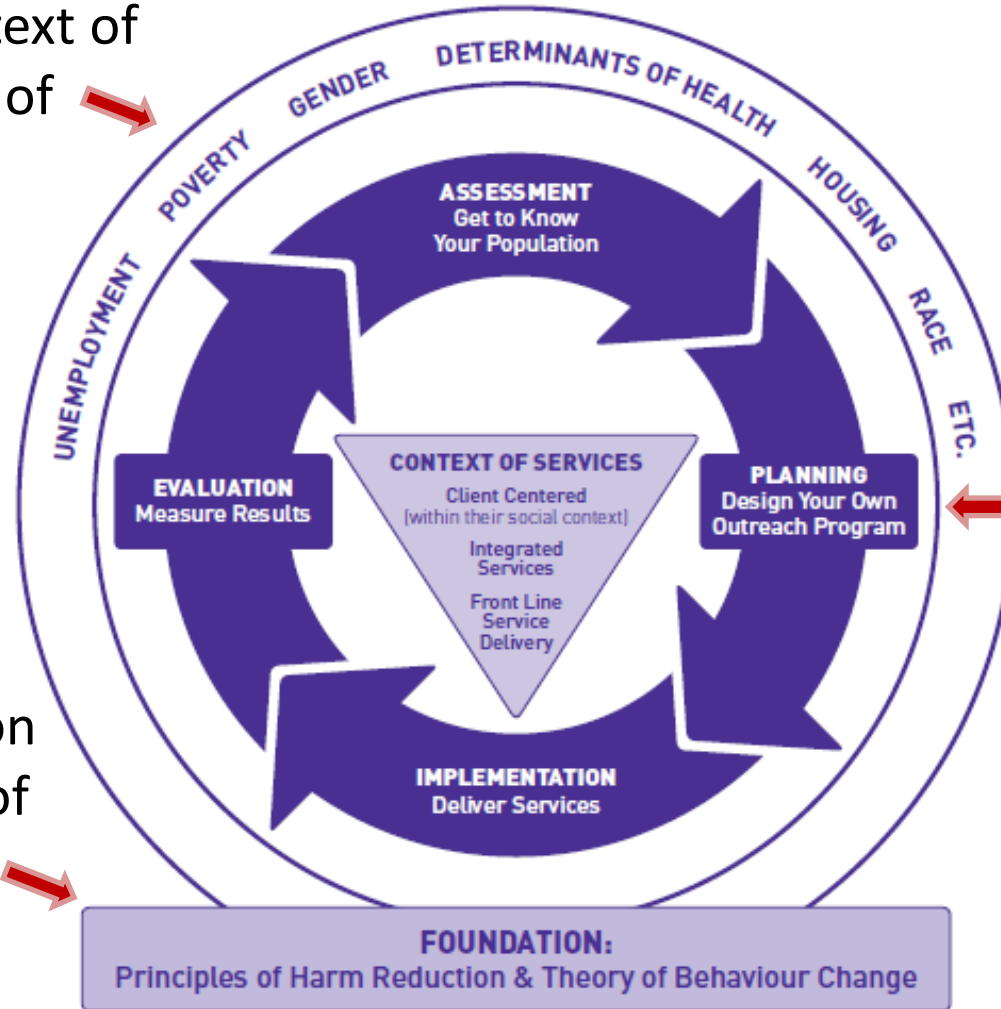 text of
of
UNEMPLOYMENT POVERTY GENDER DETERMINANTS OF HEALTH HOUSING RACE ETC.
ASSESSMENT
Get to Know
Your Population
EVALUATION
Measure Results
CONTEXT OF SERVICES
Client Centered
(within their social context)
Integrated
Services
Front Line
Service
Delivery
PLANNING
Design Your Own
Outreach Program
on
of
IMPLEMENTATION
Deliver Services
FOUNDATION:
Principles of Harm Reduction & Theory of Behaviour Change